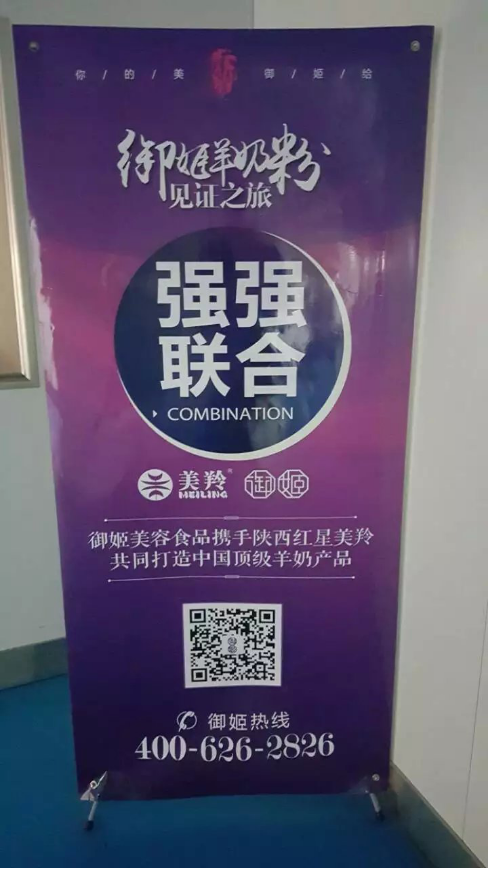 你 / 的 / 美 御 / 姬 / 给
御姬羊奶粉
见证之旅
强强
联合
COMBINATION
美羚® 御姬
MEILING
御姬美容食品携手陕西红星美羚
共同打造中国顶级羊奶产品
御姬热线
400-626-2826